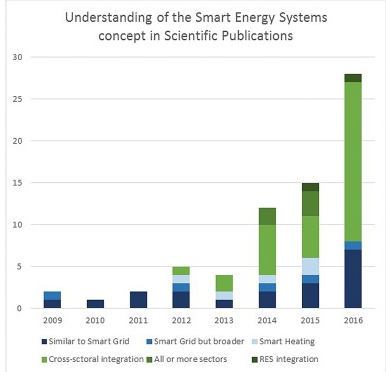 Understanding of the Smart Energy Systems
concept in Scientific Publications
30
25
20
15
10
5
0
2009 2010 2011 2012 2013 2014 2015 2016
Similar to Smart Grid Smart Grid but broader Smart Heating
Cross-sctoral integration All or more sectors RES integration